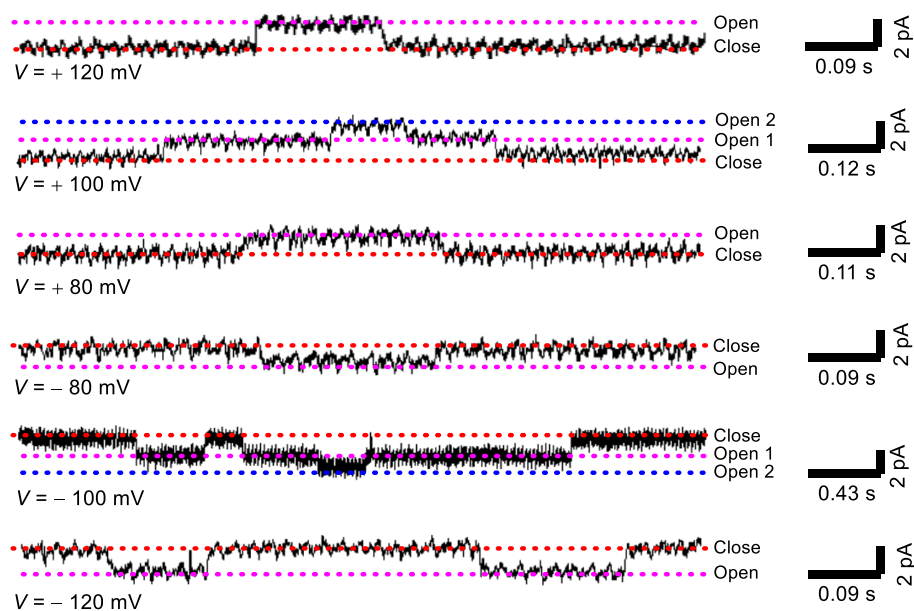 Open
Close
2 pA
0.09 s
V = + 120 mV
Open 2
Open 1
Close
2 pA
0.12 s
V = + 100 mV
Open
Close
2 pA
0.11 s
V = + 80 mV
Close
Open
2 pA
0.09 s
V = − 80 mV
Close
Open 1
Open 2
2 pA
0.43 s
V = − 100 mV
Close
Open
2 pA
0.09 s
V = − 120 mV